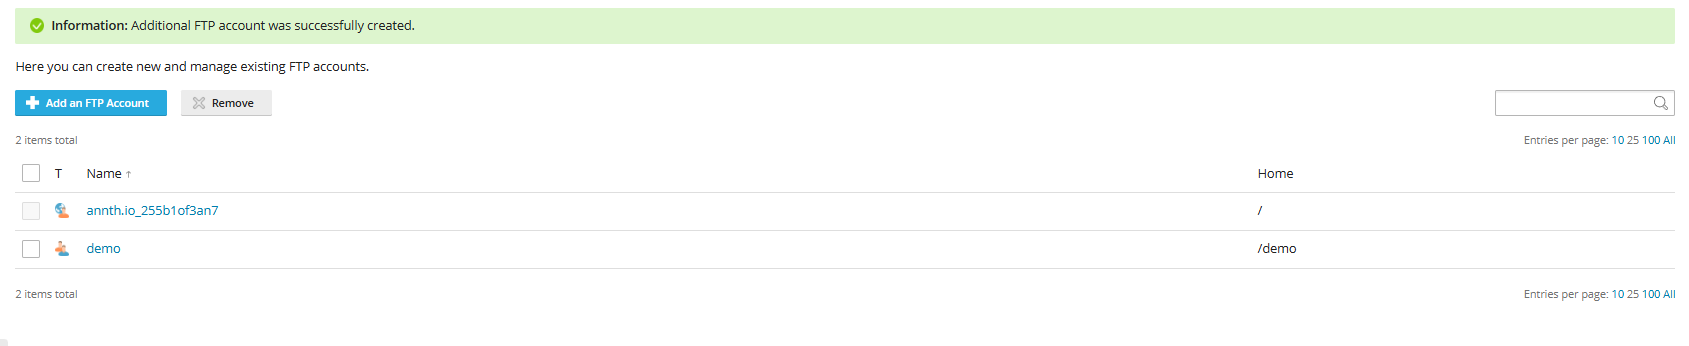 Information: Additional FTP account was successfully created.
Here you can create new and manage existing FTP accounts.
Add an FTP Account Remove
2 items total Entries per page: 10 25 100 All
T Name ↑ Home
annth.io_255b1of3an7 /
demo /demo
2 items total Entries per page: 10 25 100 All